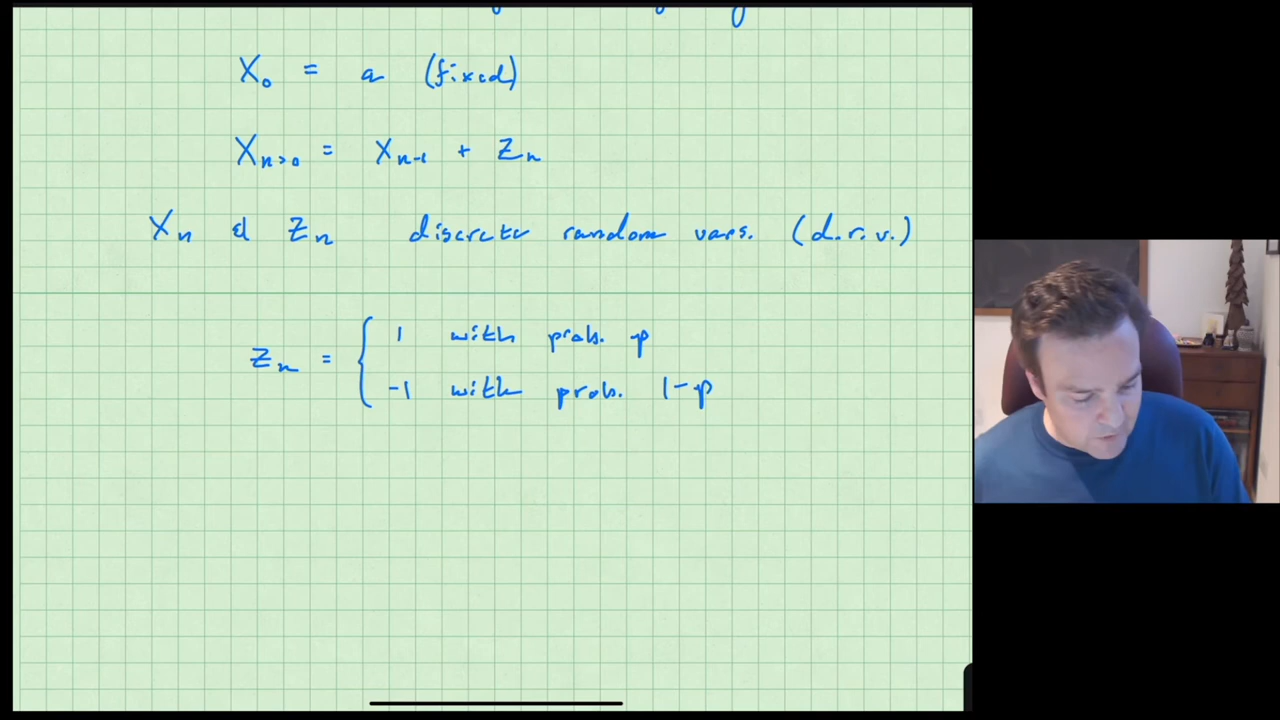 X₀ = a (fixed)
Xₙ>₀ = Xₙ₋₁ + Zₙ
Xₙ & Zₙ discrete random vars. (d.r.v.)
Zₙ = { 1 with prob. p
-1 with prob. 1-p